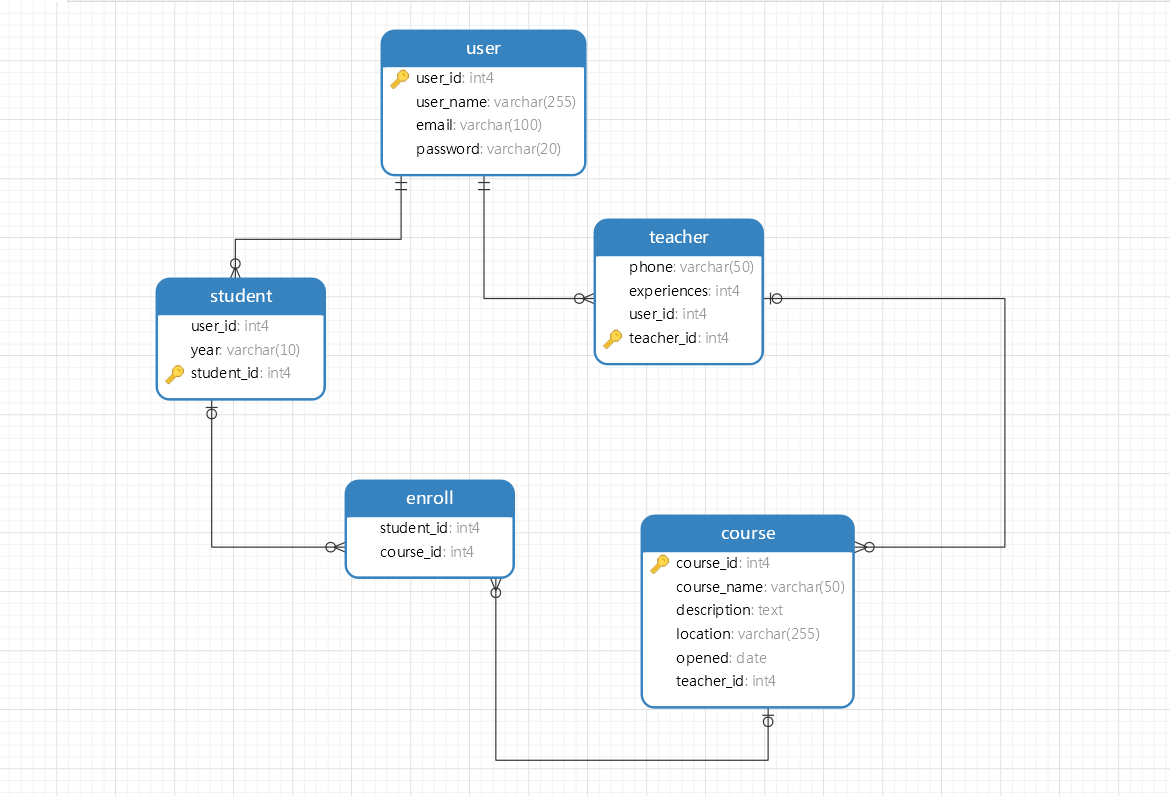 user
user_id: int4
user_name: varchar(255)
email: varchar(100)
password: varchar(20)
teacher
phone: varchar(50)
experiences: int4
user_id: int4
teacher_id: int4
student
user_id: int4
year: varchar(10)
student_id: int4
enroll
student_id: int4
course_id: int4
course
course_id: int4
course_name: varchar(50)
description: text
location: varchar(255)
opened: date
teacher_id: int4